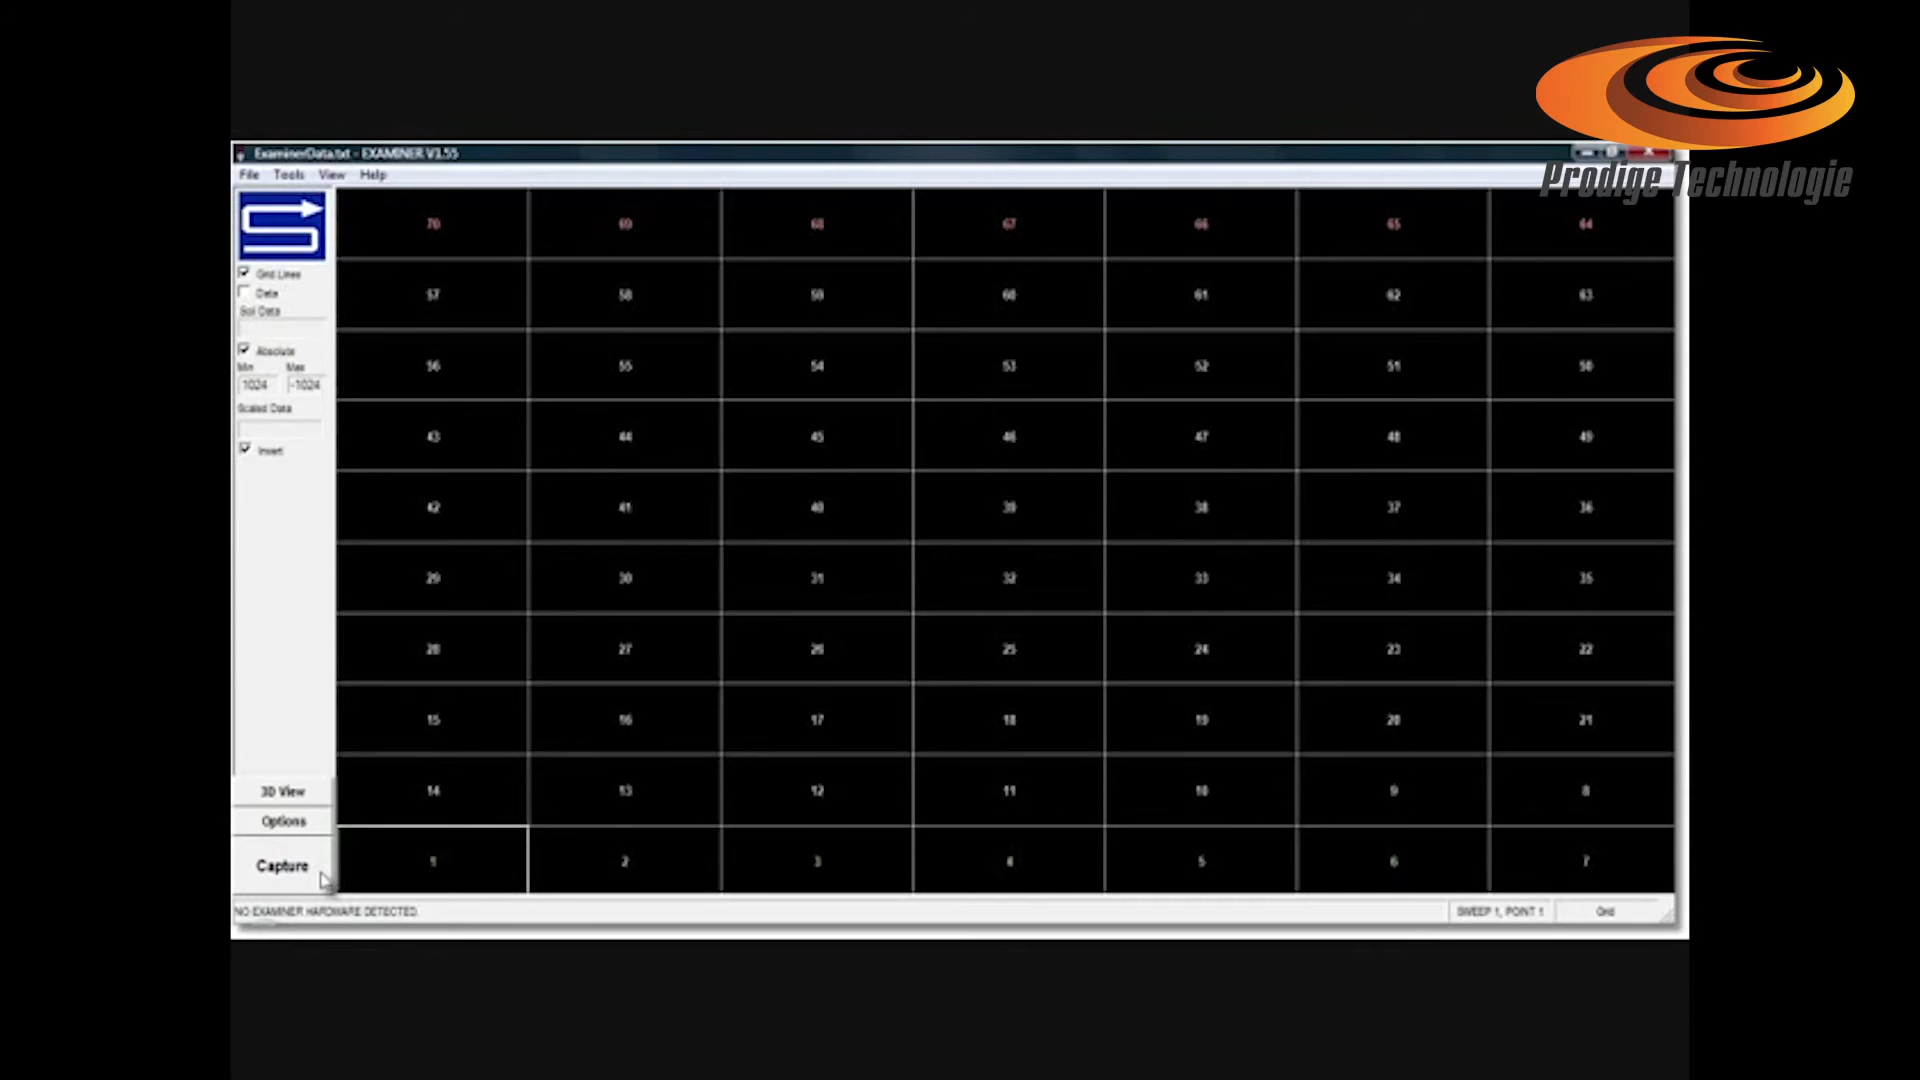 Prodige Technologie
ExaminerData.txt - EXAMINER V1.55
File Tools View Help
Grid Lines
Data
Soil Data
Absolute
Min Max
1024 -1024
Scaled Data
Invert
3D View
Options
Capture
70 69 68 67 66 65 64
57 58 59 60 61 62 63
56 55 54 53 52 51 50
43 44 45 46 47 48 49
42 41 40 39 38 37 36
29 30 31 32 33 34 35
28 27 26 25 24 23 22
15 16 17 18 19 20 21
14 13 12 11 10 9 8
1 2 3 4 5 6 7
NO EXAMINER HARDWARE DETECTED. SWEEP 1, POINT 1 Grid